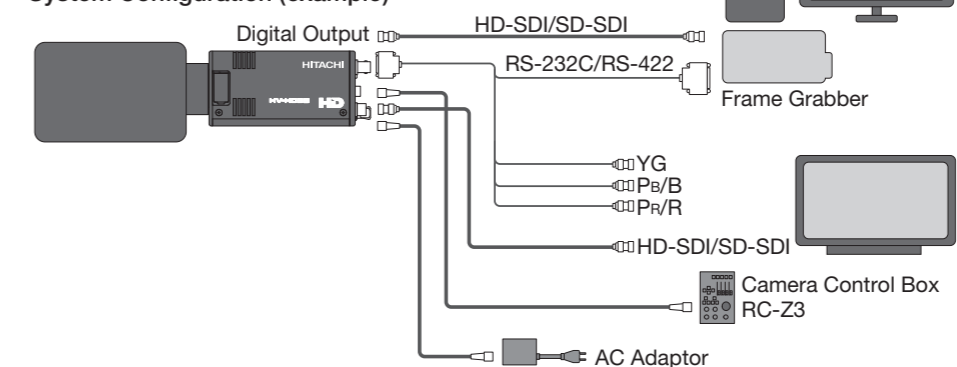 System Configuration (example)
Digital Output
HD-SDI/SD-SDI
HITACHI
RS-232C/RS-422
HD
Frame Grabber
YG
PB/B
PR/R
HD-SDI/SD-SDI
Camera Control Box
RC-Z3
AC Adaptor